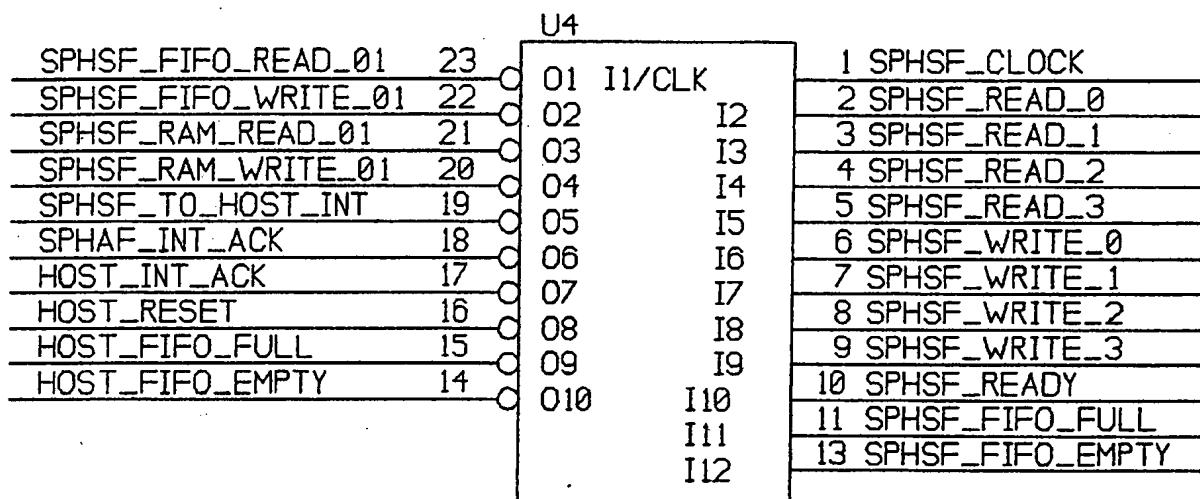 U4
SPHSF_FIFO_READ_01 23 O1 I1/CLK 1 SPHSF_CLOCK
SPHSF_FIFO_WRITE_01 22 O2 I2 2 SPHSF_READ_0
SPHSF_RAM_READ_01 21 O3 I3 3 SPHSF_READ_1
SPHSF_RAM_WRITE_01 20 O4 I4 4 SPHSF_READ_2
SPHSF_TO_HOST_INT 19 O5 I5 5 SPHSF_READ_3
SPHAF_INT_ACK 18 O6 I6 6 SPHSF_WRITE_0
HOST_INT_ACK 17 O7 I7 7 SPHSF_WRITE_1
HOST_RESET 16 O8 I8 8 SPHSF_WRITE_2
HOST_FIFO_FULL 15 O9 I9 9 SPHSF_WRITE_3
HOST_FIFO_EMPTY 14 O10 I10 10 SPHSF_READY
I11 11 SPHSF_FIFO_FULL
I12 13 SPHSF_FIFO_EMPTY